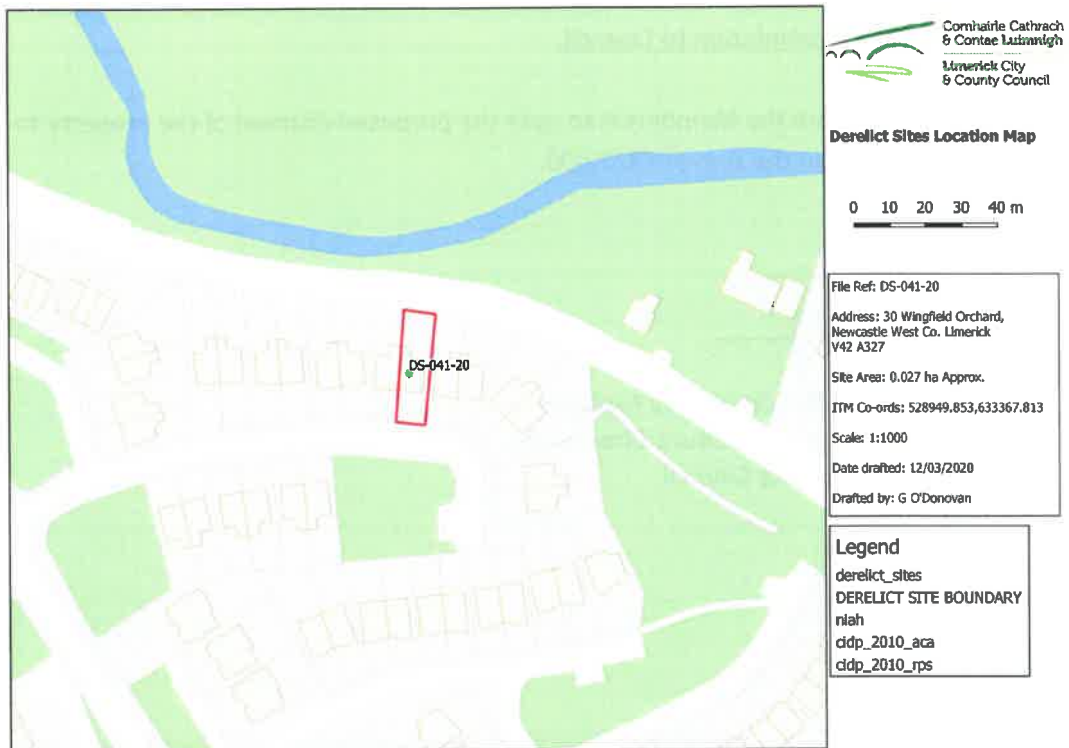 Comhairle Cathrach
& Contae Luimnigh
Limerick City
& County Council
Derelict Sites Location Map
0 10 20 30 40 m
DS-041-20
File Ref: DS-041-20
Address: 30 Wingfield Orchard,
Newcastle West Co. Limerick
V42 A327
Site Area: 0.027 ha Approx.
ITM Co-ords: 528949.853,633367.813
Scale: 1:1000
Date drafted: 12/03/2020
Drafted by: G O'Donovan
Legend
derelict_sites
DERELICT SITE BOUNDARY
niah
cldp_2010_aca
cldp_2010_rps